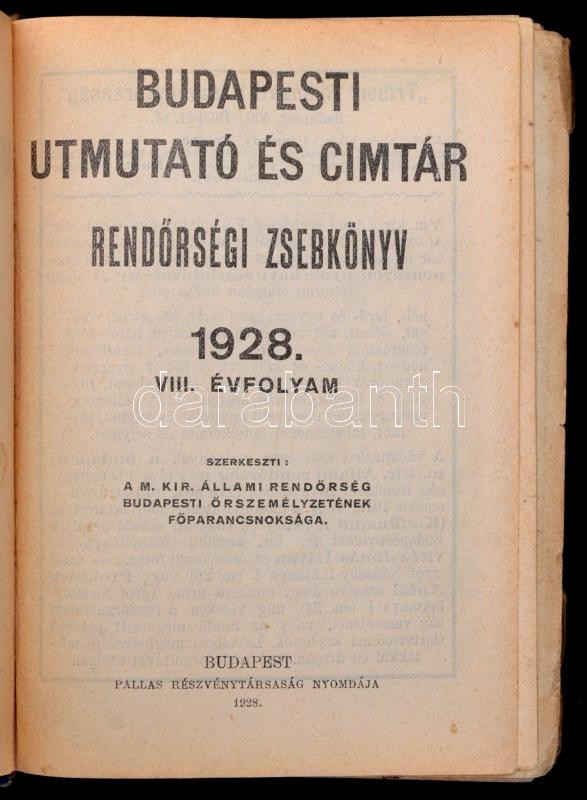 BUDAPESTI
UTMUTATÓ ÉS CIMTÁR
RENDŐRSÉGI ZSEBKÖNYV
1928.
VIII. ÉVFOLYAM
darabanth
SZERKESZTI:
A M. KIR. ÁLLAMI RENDŐRSÉG
BUDAPESTI ŐRSZEMÉLYZETÉNEK
FŐPARANCSNOKSÁGA.
BUDAPEST
PALLAS RÉSZVÉNYTÁRSASÁG NYOMDÁJA
1928.